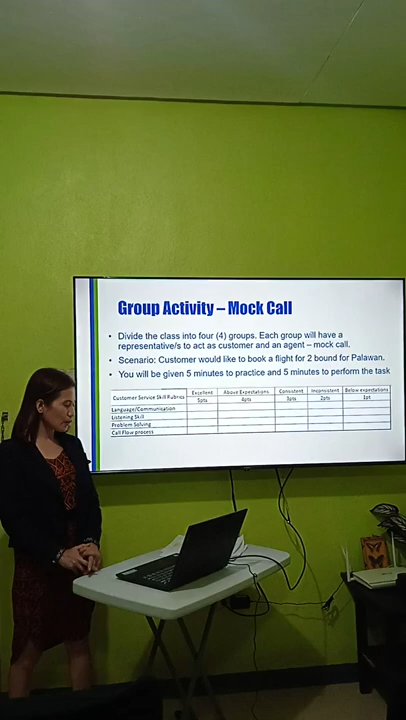 Group Activity – Mock Call
• Divide the class into four (4) groups. Each group will have a
representative/s to act as customer and an agent – mock call.
• Scenario: Customer would like to book a flight for 2 bound for Palawan.
• You will be given 5 minutes to practice and 5 minutes to perform the task
Customer Service Skill Rubrics Excellent Above Expectations Consistent Inconsistent Below expectations
5pts 4pts 3pts 2pts 1pt
Language/Communication
Listening Skill
Problem Solving
Call Flow process